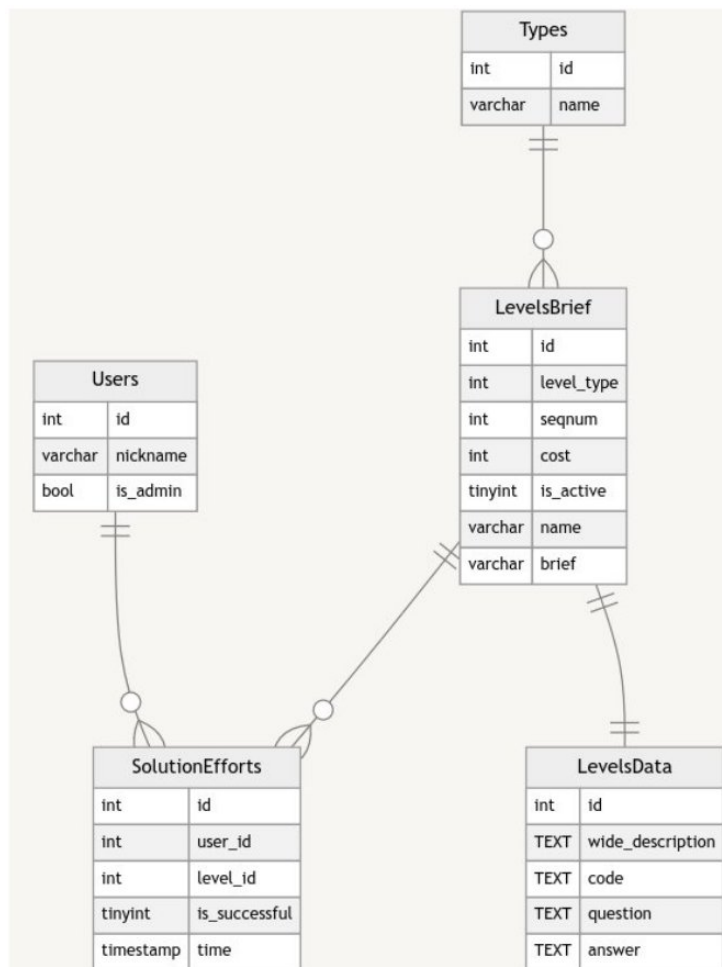 Types
int id
varchar name
LevelsBrief
int id
int level_type
int seqnum
int cost
tinyint is_active
varchar name
varchar brief
Users
int id
varchar nickname
bool is_admin
SolutionEfforts
int id
int user_id
int level_id
tinyint is_successful
timestamp time
LevelsData
int id
TEXT wide_description
TEXT code
TEXT question
TEXT answer